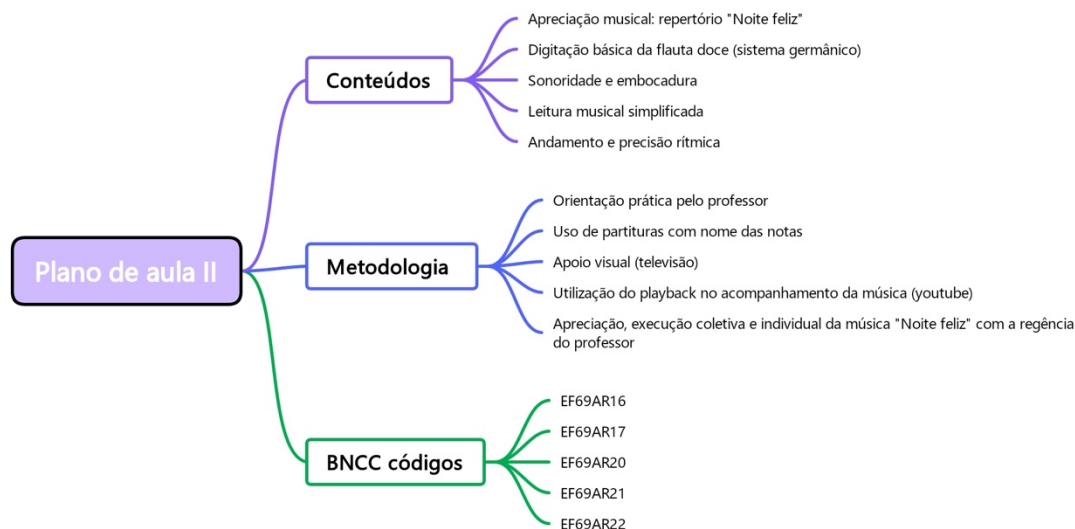 Plano de aula II
Conteúdos
Apreciação musical: repertório "Noite feliz"
Digitação básica da flauta doce (sistema germânico)
Sonoridade e embocadura
Leitura musical simplificada
Andamento e precisão rítmica
Metodologia
Orientação prática pelo professor
Uso de partituras com nome das notas
Apoio visual (televisão)
Utilização do playback no acompanhamento da música (youtube)
Apreciação, execução coletiva e individual da música "Noite feliz" com a regência
do professor
BNCC códigos
EF69AR16
EF69AR17
EF69AR20
EF69AR21
EF69AR22